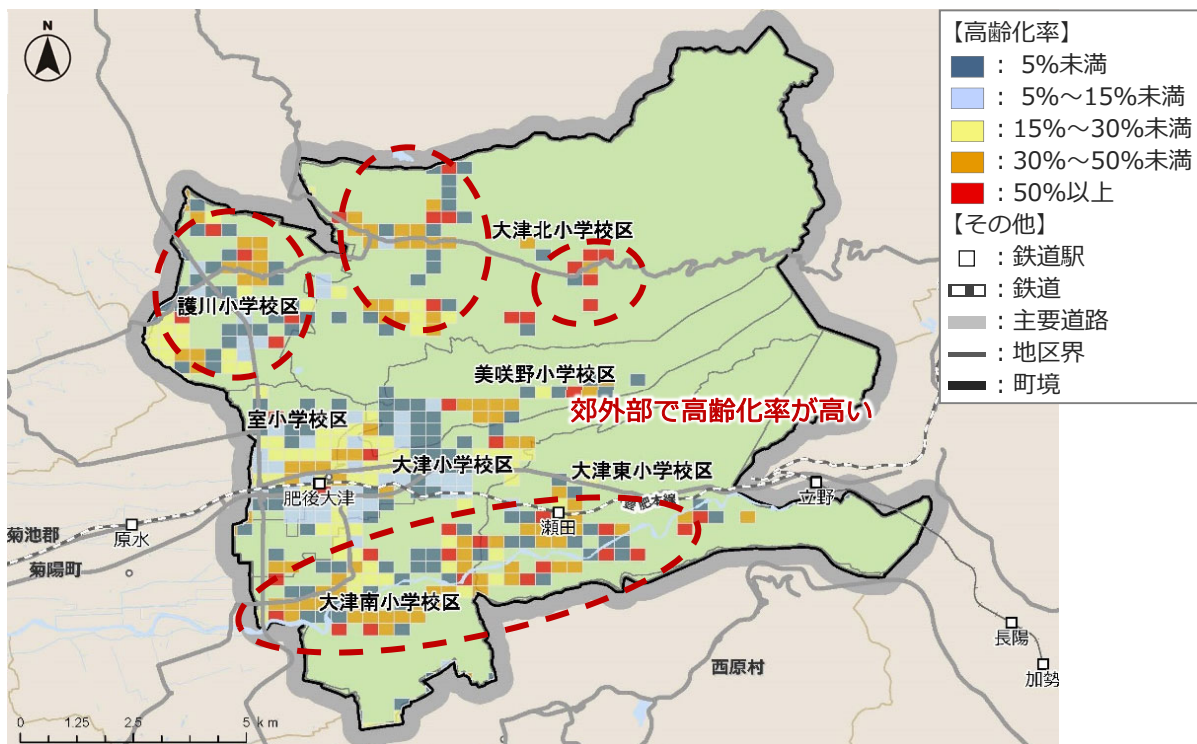 N
【高齢化率】
： 5%未満
： 5%～15%未満
：15%～30%未満
：30%～50%未満
：50%以上
【その他】
：鉄道駅
：鉄道
：主要道路
：地区界
：町境
大津北小学校区
護川小学校区
美咲野小学校区
郊外部で高齢化率が高い
室小学校区
大津小学校区
大津東小学校区
肥後大津
立野
豊肥本線
瀬田
原水
菊池郡
菊陽町
大津南小学校区
長陽
西原村
加勢
0 1.25 2.5 5 km